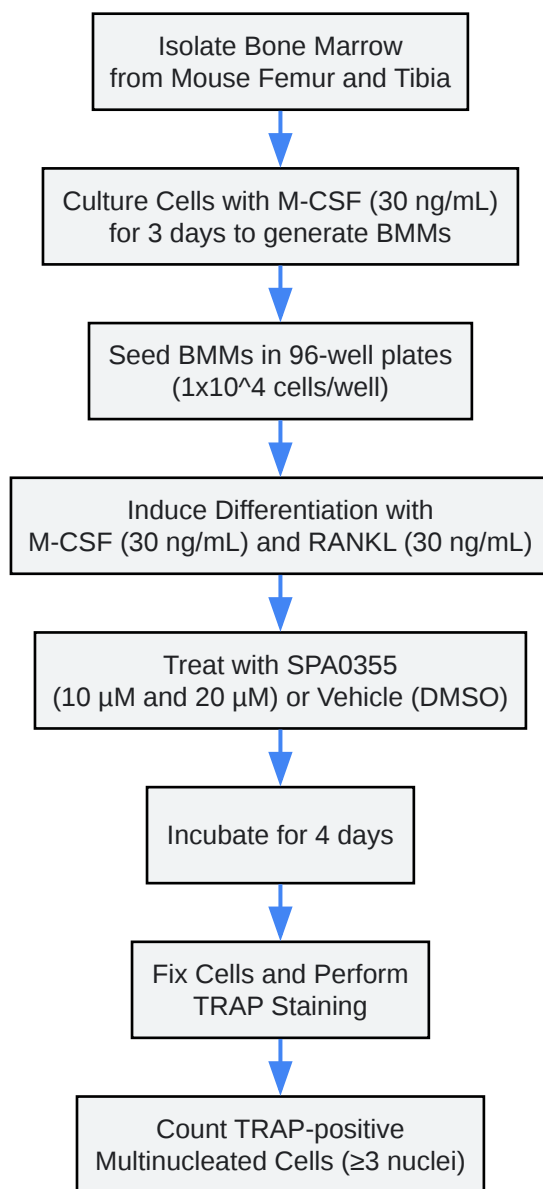 Isolate Bone Marrow
from Mouse Femur and Tibia
Culture Cells with M-CSF (30 ng/mL)
for 3 days to generate BMMs
Seed BMMs in 96-well plates
(1x10^4 cells/well)
Induce Differentiation with
M-CSF (30 ng/mL) and RANKL (30 ng/mL)
Treat with SPA0355
(10 µM and 20 µM) or Vehicle (DMSO)
Incubate for 4 days
Fix Cells and Perform
TRAP Staining
Count TRAP-positive
Multinucleated Cells (≥3 nuclei)